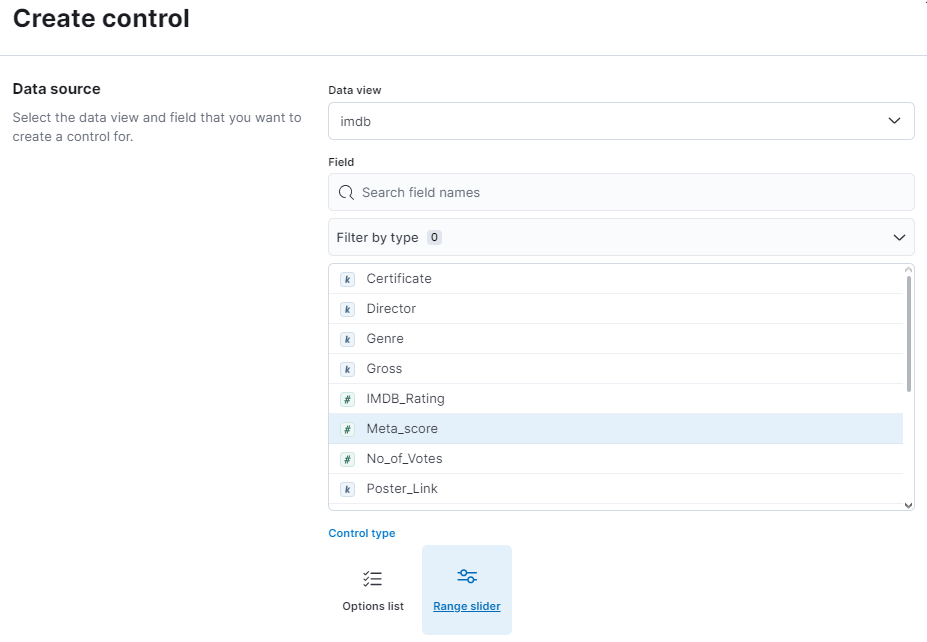 Create control
Data source
Select the data view and field that you want to
create a control for.
Data view
imdb
Field
Search field names
Filter by type 0
k Certificate
k Director
k Genre
k Gross
# IMDB_Rating
# Meta_score
# No_of_Votes
k Poster_Link
Control type
Options list
Range slider